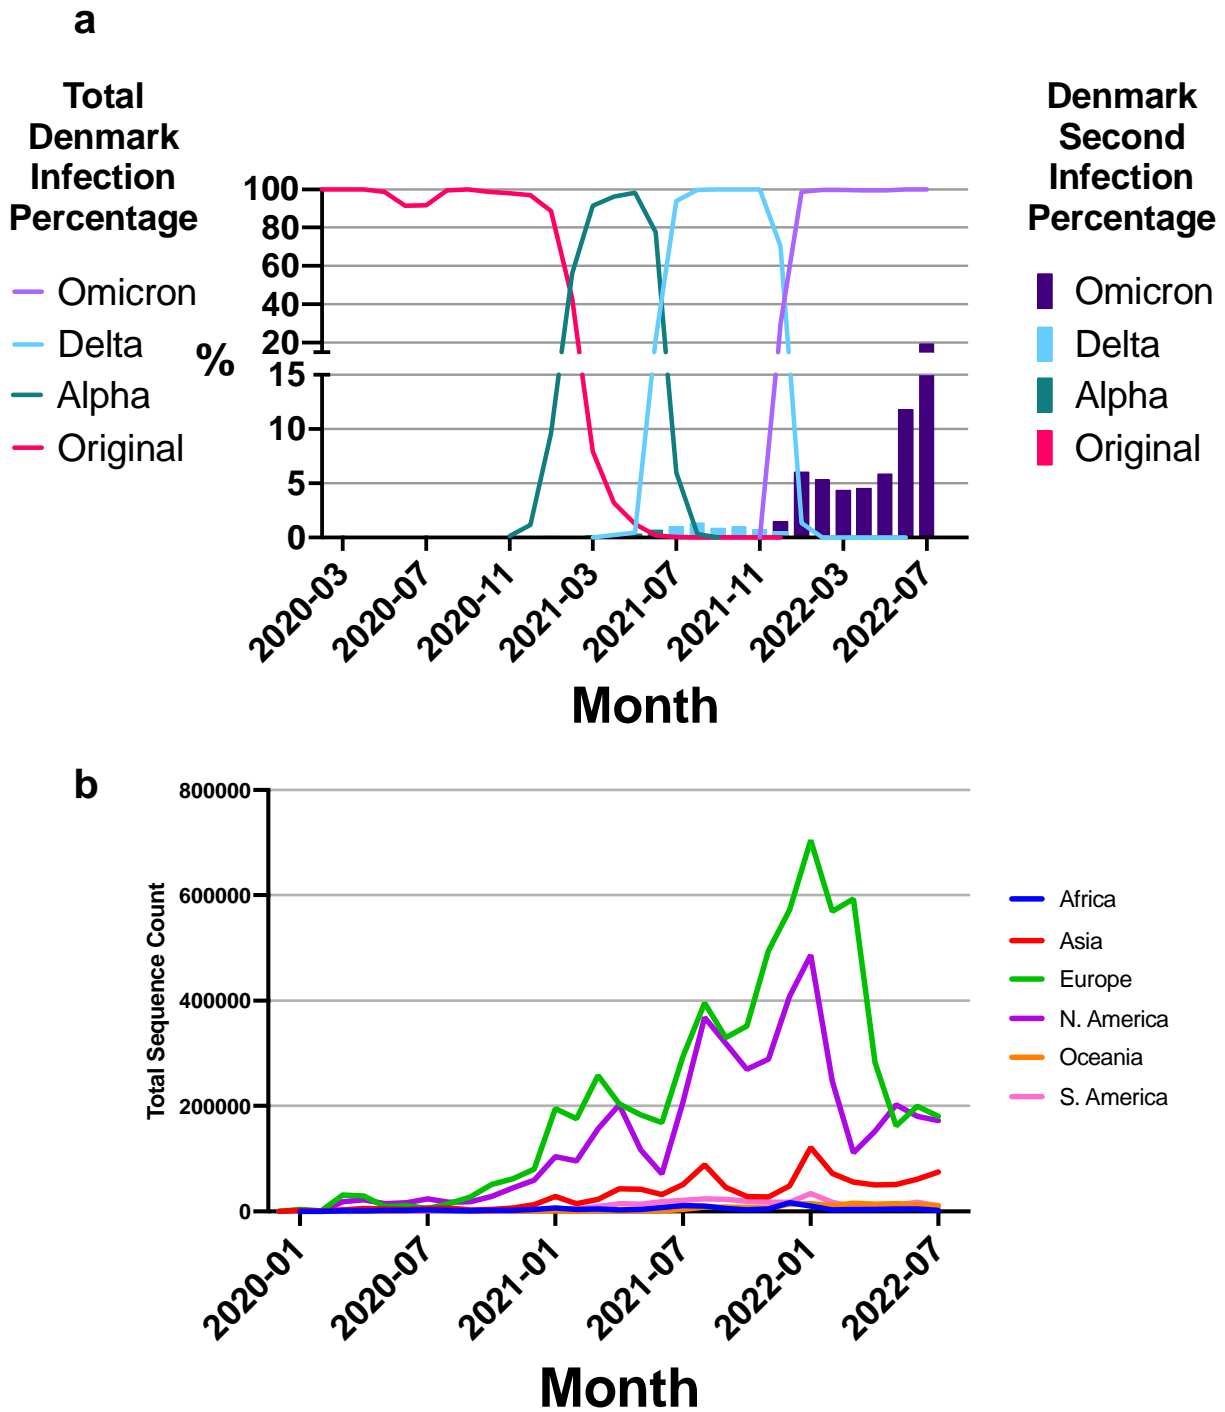 a
Total
Denmark
Infection
Percentage
Omicron
Delta
Alpha
Original
%
100
80
60
40
20
15
10
5
0
2020-03
2020-07
2020-11
2021-03
2021-07
2021-11
2022-03
2022-07
Month
Denmark
Second
Infection
Percentage
Omicron
Delta
Alpha
Original
b
Total Sequence Count
800000
600000
400000
200000
0
2020-01
2020-07
2021-01
2021-07
2022-01
2022-07
Month
Africa
Asia
Europe
N. America
Oceania
S. America